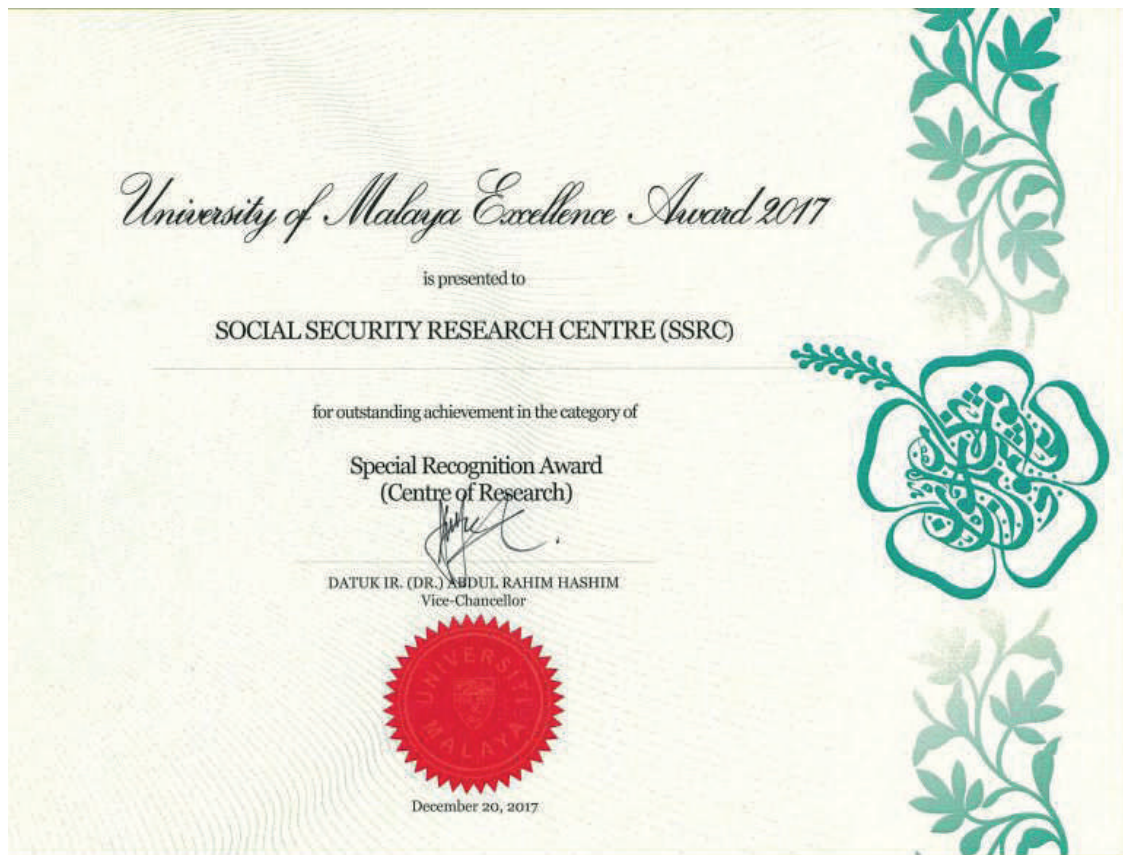 University of Malaya Excellence Award 2017
is presented to
SOCIAL SECURITY RESEARCH CENTRE (SSRC)
for outstanding achievement in the category of
Special Recognition Award
(Centre of Research)
DATUK IR. (DR.) ABDUL RAHIM HASHIM
Vice-Chancellor
UNIVERSITI
MALAYA
December 20, 2017